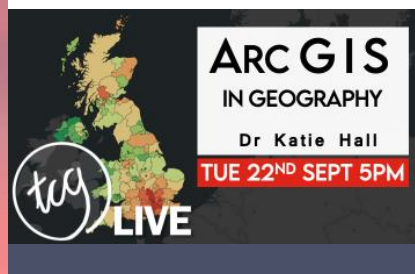 ARCGIS
IN GEOGRAPHY
Dr Katie Hall
TUE 22ND SEPT 5PM
tcg
LIVE